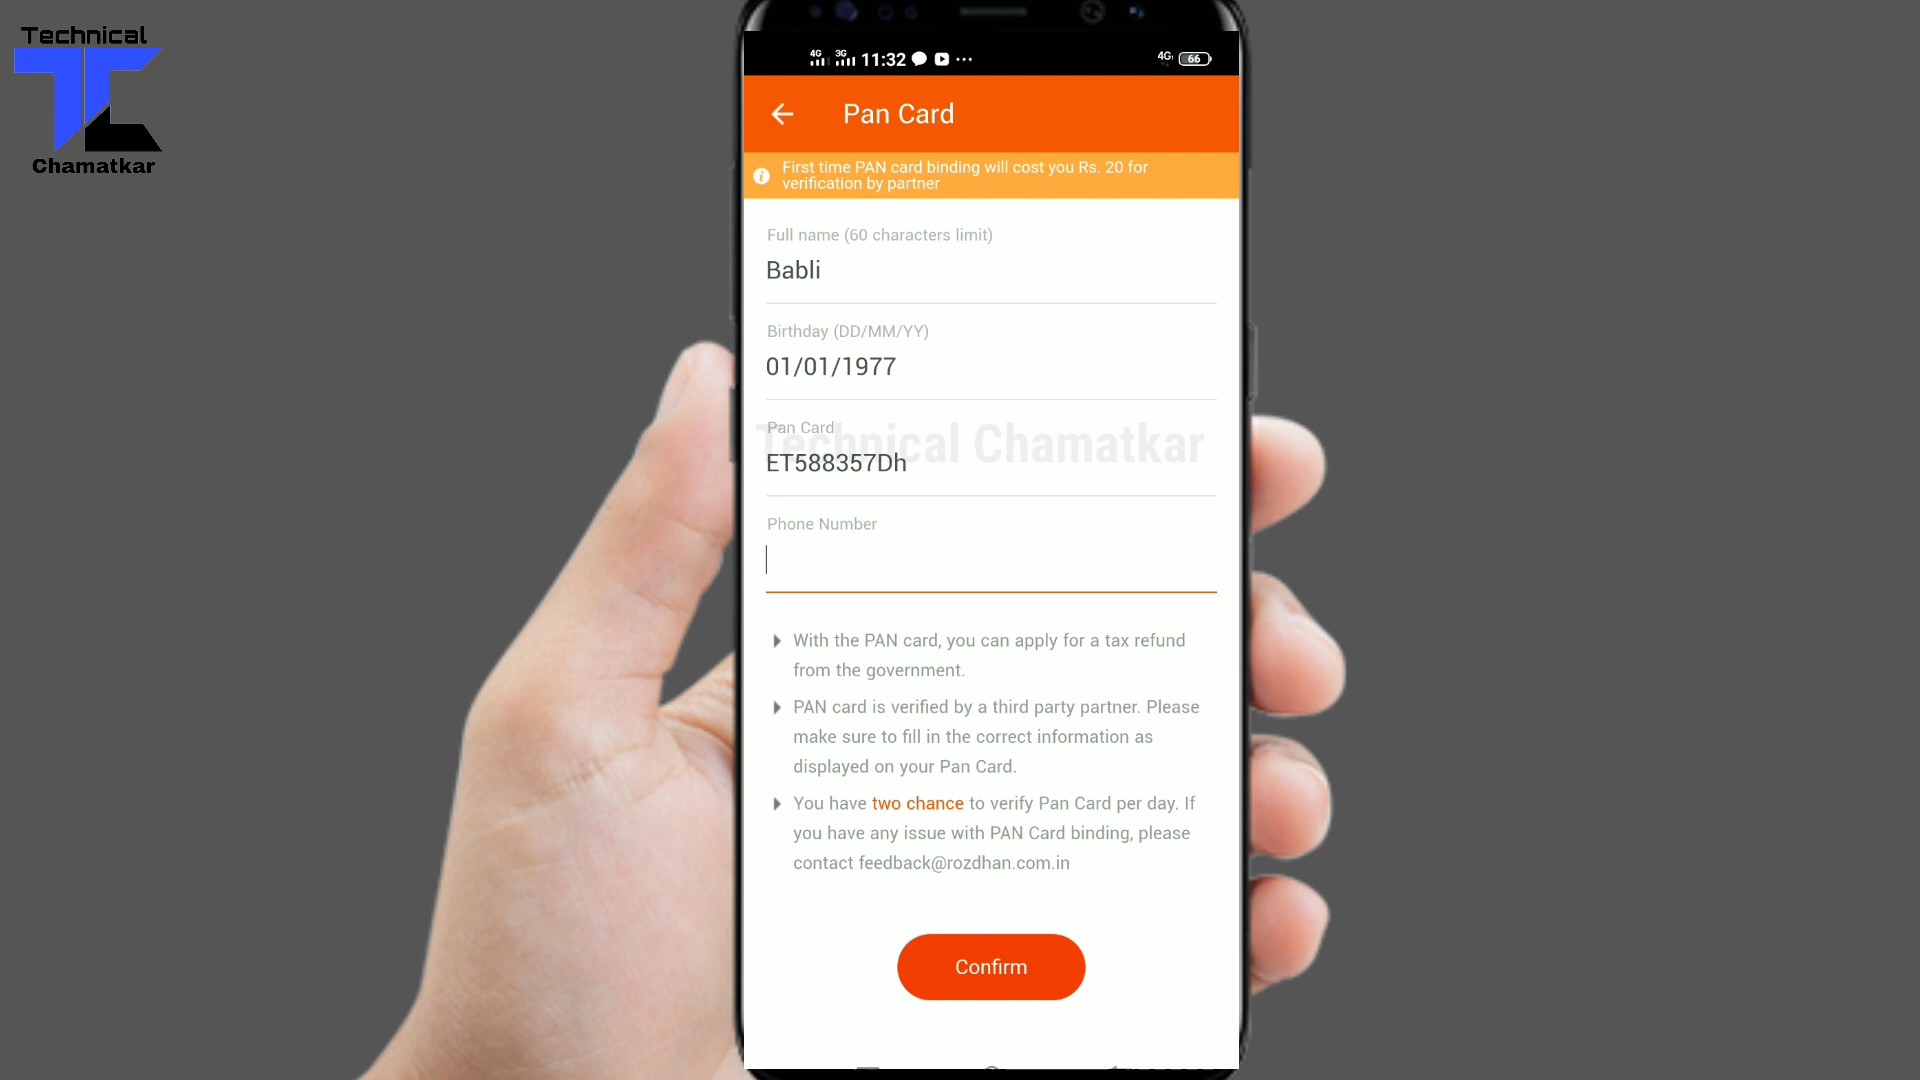 Technical
Chamatkar
4G 3G 11:32 4G 66
Pan Card
First time PAN card binding will cost you Rs. 20 for
verification by partner
Full name (60 characters limit)
Babli
Birthday (DD/MM/YY)
01/01/1977
Pan Card
Technical Chamatkar
ET588357Dh
Phone Number
With the PAN card, you can apply for a tax refund
from the government.
PAN card is verified by a third party partner. Please
make sure to fill in the correct information as
displayed on your Pan Card.
You have two chance to verify Pan Card per day. If
you have any issue with PAN Card binding, please
contact feedback@rozdhan.com.in
Confirm